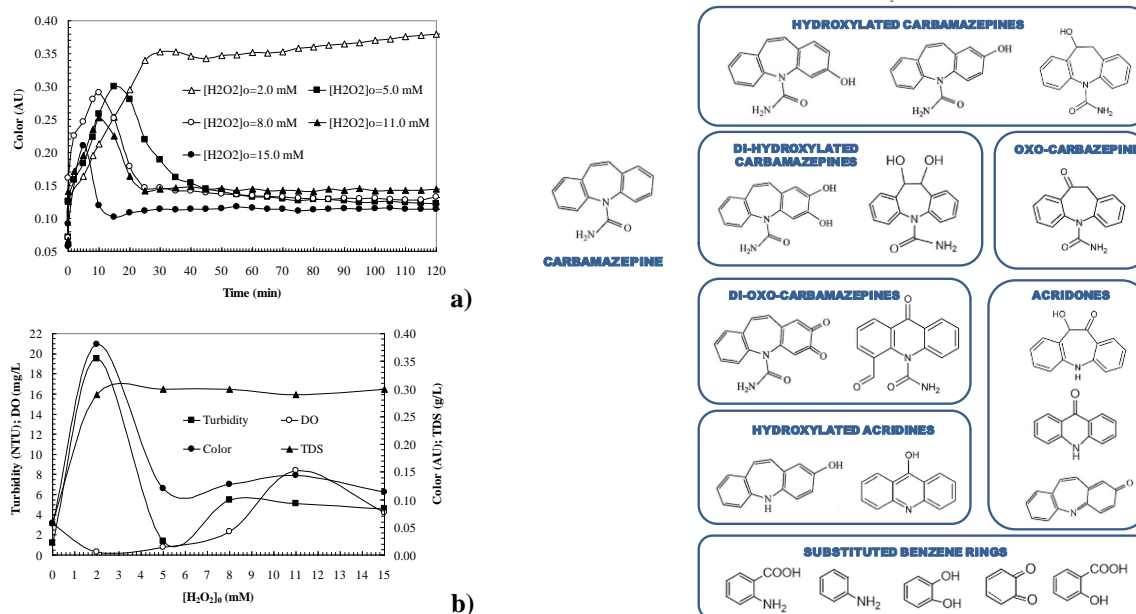 0.40
0.35
0.30
0.25
0.20
0.15
0.10
0.05
Color (AU)
[H2O2]o=2.0 mM
[H2O2]o=5.0 mM
[H2O2]o=8.0 mM
[H2O2]o=11.0 mM
[H2O2]o=15.0 mM
0 10 20 30 40 50 60 70 80 90 100 110 120
Time (min)
a)
22
20
18
16
14
12
10
8
6
4
2
0
Turbidity (NTU); DO (mg/L
Turbidity
DO
Color
TDS
0.40
0.35
0.30
0.25
0.20
0.15
0.10
0.05
0.00
Color (AU); TDS (g/L)
0 2 3 5 6 8 9 11 12 14 15
[H₂O₂]₀ (mM)
b)
H₂N
O
N
CARBAMAZEPINE
HYDROXYLATED CARBAMAZEPINES
N
OH
H₂N
O
OH
N
H₂N
O
HO
N
O
NH₂
DI-HYDROXYLATED
CARBAMAZEPINES
OH
OH
N
H₂N
O
HO OH
N
O
NH2
OXO-CARBAZEPINE
O
N
O
H₂N
DI-OXO-CARBAMAZEPINES
O
O
N
H₂N
O
O
N
O
O
NH₂
ACRIDONES
HO
O
N
H
O
N
H
O
N
HYDROXYLATED ACRIDINES
OH
N
H
OH
N
SUBSTITUTED BENZENE RINGS
COOH
NH₂
NH₂
OH
OH
O
O
COOH
OH